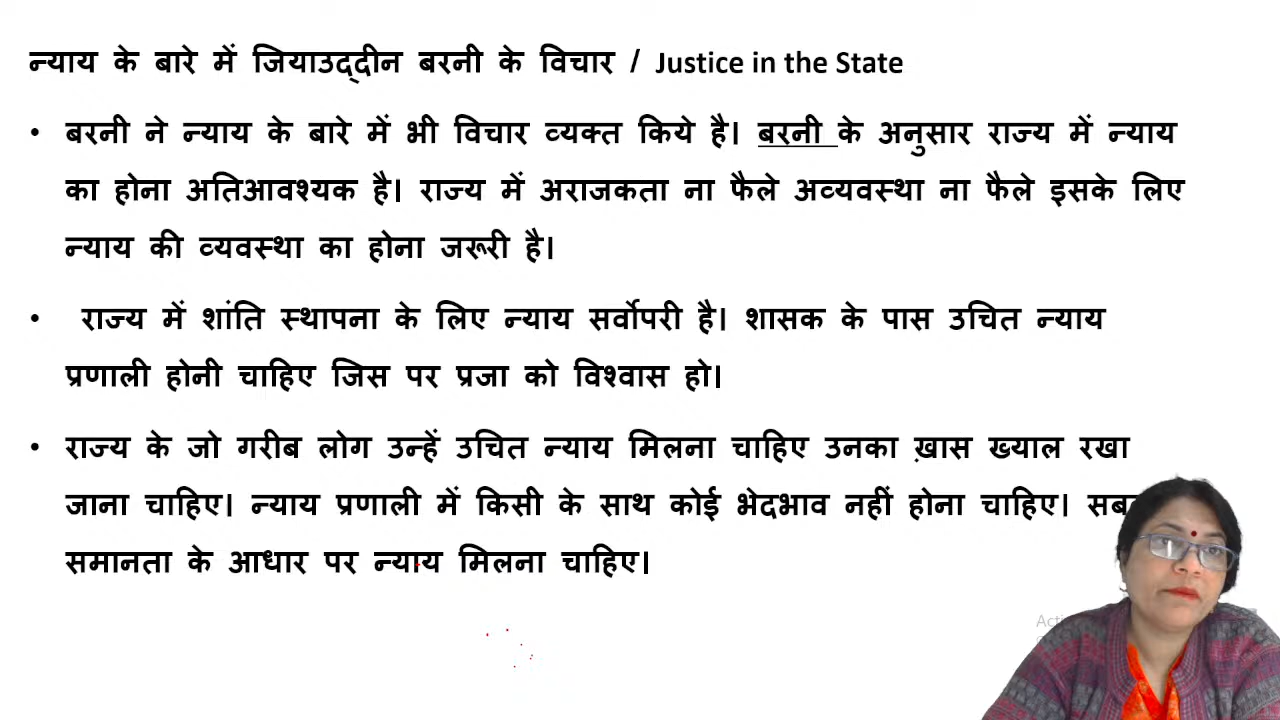 न्याय के बारे में जियाउद्दीन बरनी के विचार / Justice in the State
• बरनी ने न्याय के बारे में भी विचार व्यक्त किये है। बरनी के अनुसार राज्य में न्याय
का होना अतिआवश्यक है। राज्य में अराजकता ना फैले अव्यवस्था ना फैले इसके लिए
न्याय की व्यवस्था का होना जरूरी है।
• राज्य में शांति स्थापना के लिए न्याय सर्वोपरी है। शासक के पास उचित न्याय
प्रणाली होनी चाहिए जिस पर प्रजा को विश्वास हो।
• राज्य के जो गरीब लोग उन्हें उचित न्याय मिलना चाहिए उनका ख़ास ख्याल रखा
जाना चाहिए। न्याय प्रणाली में किसी के साथ कोई भेदभाव नहीं होना चाहिए।
समानता के आधार पर न्याय मिलना चाहिए।